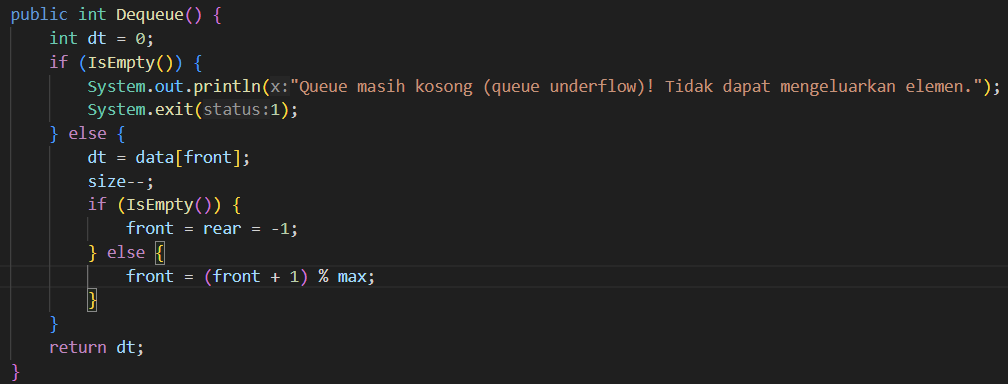 public int Dequeue() {
    int dt = 0;
    if (IsEmpty()) {
        System.out.println(x:"Queue masih kosong (queue underflow)! Tidak dapat mengeluarkan elemen.");
        System.exit(status:1);
    } else {
        dt = data[front];
        size--;
        if (IsEmpty()) {
            front = rear = -1;
        } else {
            front = (front + 1) % max;
        }
    }
    return dt;
}